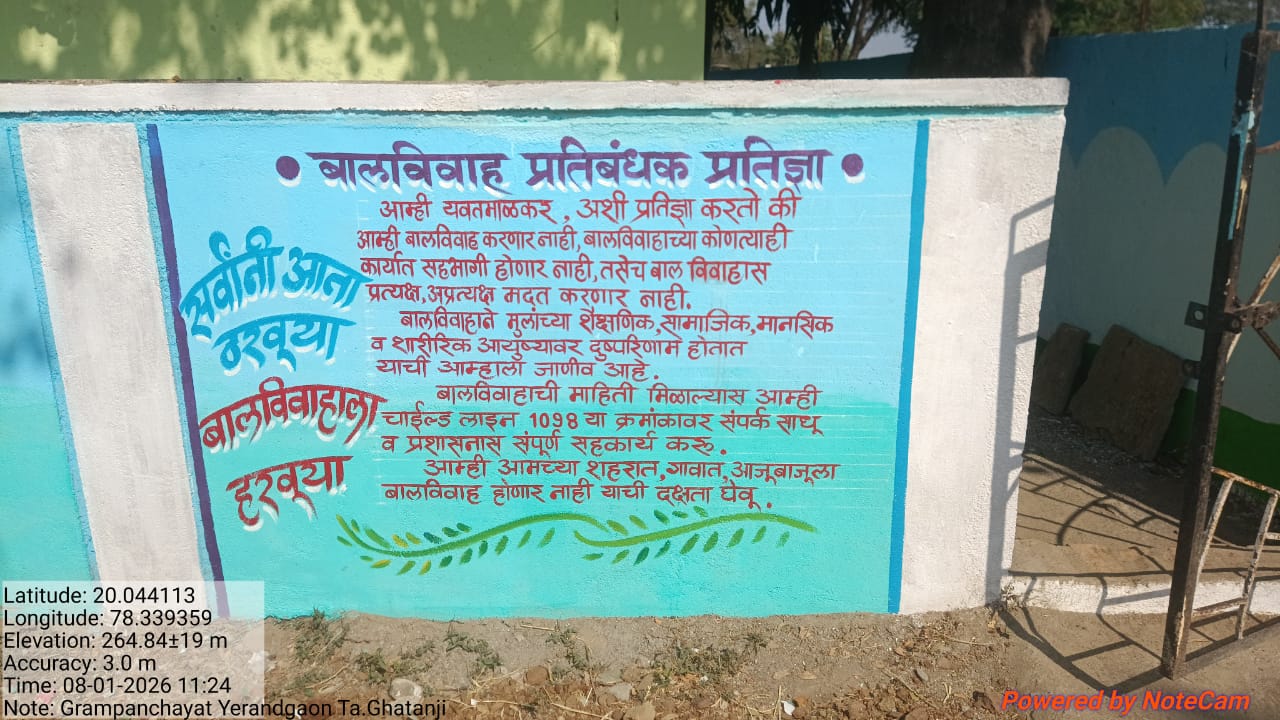 • बालविवाह प्रतिबंधक प्रतिज्ञा •
आम्ही यवतमाळकर, अशी प्रतिज्ञा करतो की
आम्ही बालविवाह करणार नाही, बालविवाहाच्या कोणत्याही
कार्यात सहभागी होणार नाही, तसेच बाल विवाहास
प्रत्यक्ष, अप्रत्यक्ष मदत करणार नाही.
बालविवाहाने मुलांच्या शैक्षणिक, सामाजिक, मानसिक
व शारीरिक आयुष्यावर दुष्परिणाम होतात
याची आम्हाला जाणीव आहे.
बालविवाहाची माहिती मिळाल्यास आम्ही
चाईल्ड लाइन 1098 या क्रमांकावर संपर्क साधू
व प्रशासनास संपूर्ण सहकार्य करू.
आम्ही आमच्या शहरात, गावात, आजूबाजूला
बालविवाह होणार नाही याची दक्षता घेवू.
सर्वांनी आता
ठरवूया
बालविवाहाला
हरवूया
Latitude: 20.044113
Longitude: 78.339359
Elevation: 264.84±19 m
Accuracy: 3.0 m
Time: 08-01-2026 11:24
Note: Grampanchayat Yerandgaon Ta.Ghatanji
Powered by NoteCam